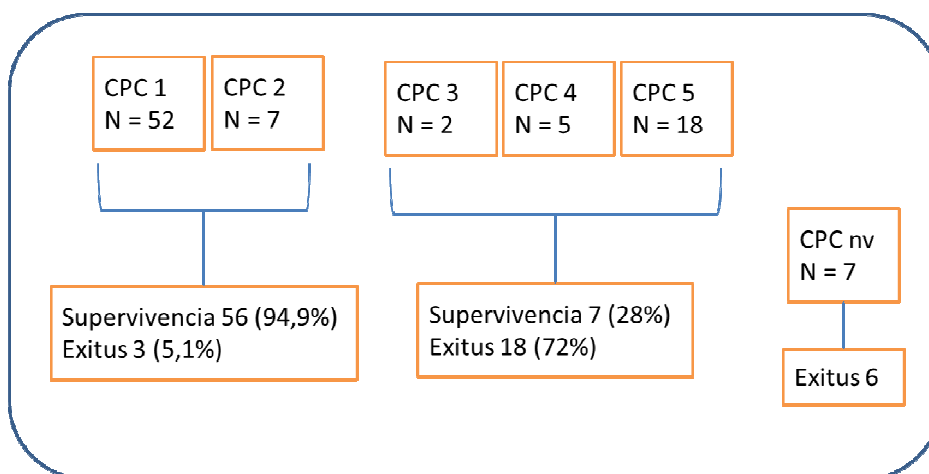 CPC 1
N = 52
CPC 2
N = 7
CPC 3
N = 2
CPC 4
N = 5
CPC 5
N = 18
CPC nv
N = 7
Supervivencia 56 (94,9%)
Exitus 3 (5,1%)
Supervivencia 7 (28%)
Exitus 18 (72%)
Exitus 6